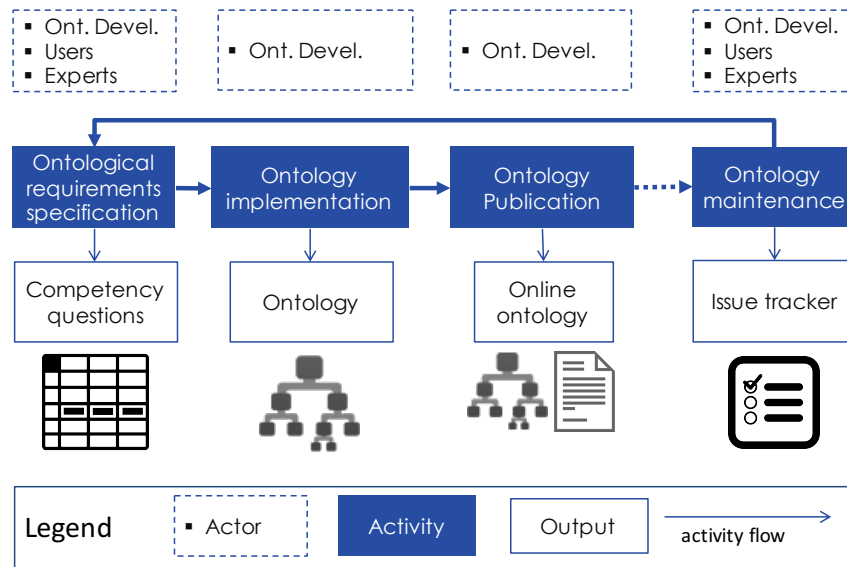 ▪ Ont. Devel.
▪ Users
▪ Experts
▪ Ont. Devel.
▪ Ont. Devel.
▪ Ont. Devel.
▪ Users
▪ Experts
Ontological
requirements
specification
Ontology
implementation
Ontology
Publication
Ontology
maintenance
Competency
questions
Ontology
Online
ontology
Issue tracker
Legend
▪ Actor
Activity
Output
activity flow